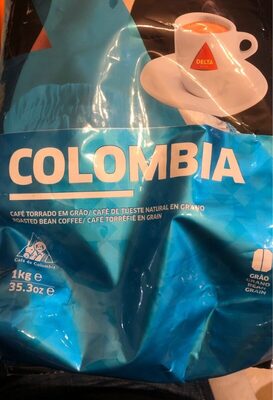 DELTA
COLOMBIA
CAFÉ TORRADO EM GRÃO/CAFÉ DE TUESTE NATURAL EN GRANO
ROASTED BEAN COFFEE/CAFÉ TORRÉFIÉ EN GRAIN
Café de Colombia
1kg e
35.3oz e
GRÃO
GRANO
BEAN
GRAIN